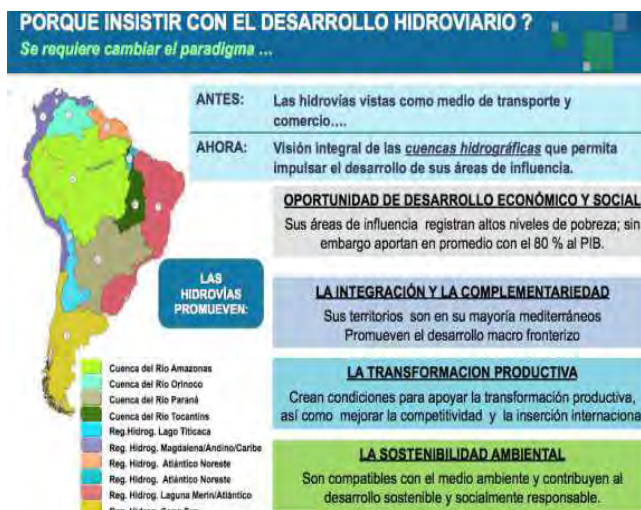 PORQUE INSISTIR CON EL DESARROLLO HIDROVIARIO ?
Se requiere cambiar el paradigma ...
ANTES: Las hidrovías vistas como medio de transporte y
comercio....
AHORA: Visión integral de las cuencas hidrográficas que permita
impulsar el desarrollo de sus áreas de influencia.
OPORTUNIDAD DE DESARROLLO ECONÓMICO Y SOCIAL
Sus áreas de influencia registran altos niveles de pobreza; sin
embargo aportan en promedio con el 80 % al PIB.
LAS
HIDROVÍAS
PROMUEVEN:
LA INTEGRACIÓN Y LA COMPLEMENTARIEDAD
Sus territorios son en su mayoría mediterráneos
Promueven el desarrollo macro fronterizo
LA TRANSFORMACION PRODUCTIVA
Crean condiciones para apoyar la transformación productiva,
así como mejorar la competitividad y la inserción internaciona
LA SOSTENIBILIDAD AMBIENTAL
Son compatibles con el medio ambiente y contribuyen al
desarrollo sostenible y socialmente responsable.
Cuenca del Río Amazonas
Cuenca del Río Orinoco
Cuenca del Río Paraná
Cuenca del Río Tocantins
Reg.Hidrog. Lago Titicaca
Reg. Hidrog. Magdalena/Andino/Caribe
Reg. Hidrog. Atlántico Noreste
Reg. Hidrog. Atlántico Noreste
Reg. Hidrog. Laguna Merin/Atlántico